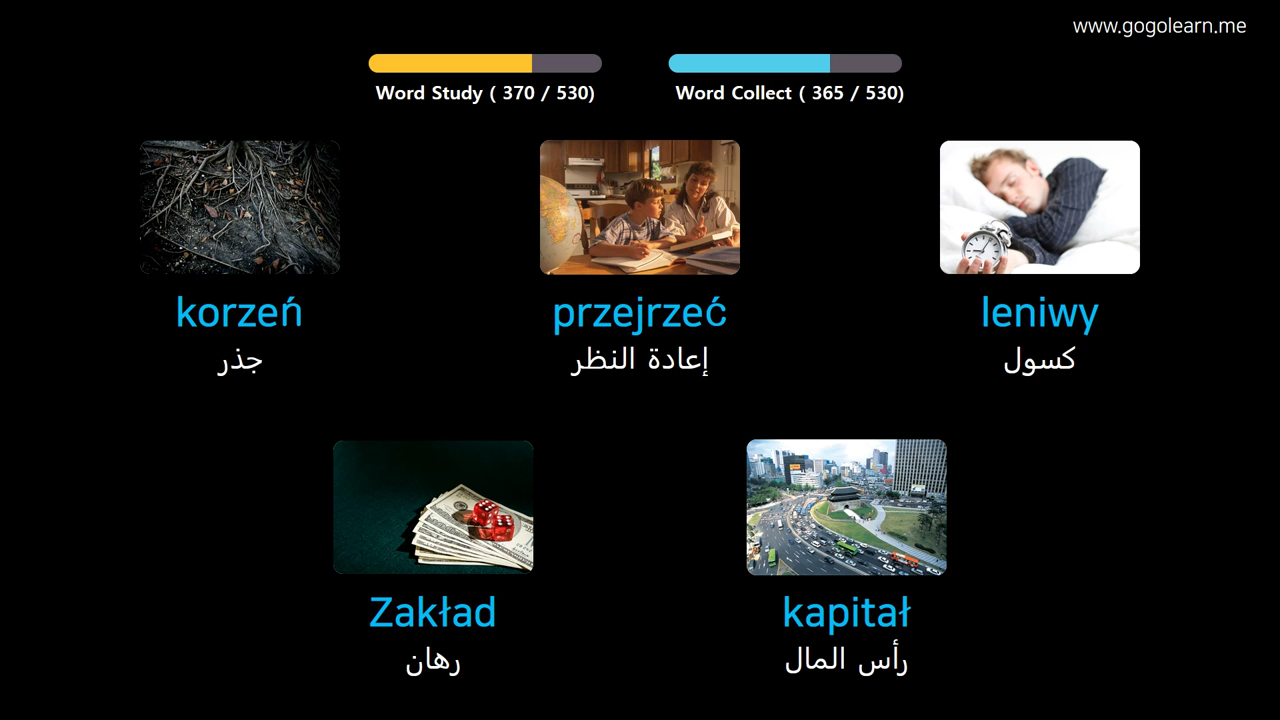 www.gogolearn.me
Word Study ( 370 / 530)
Word Collect ( 365 / 530)
korzeń
جذر
przejrzeć
إعادة النظر
leniwy
كسول
Zakład
رهان
kapitał
رأس المال